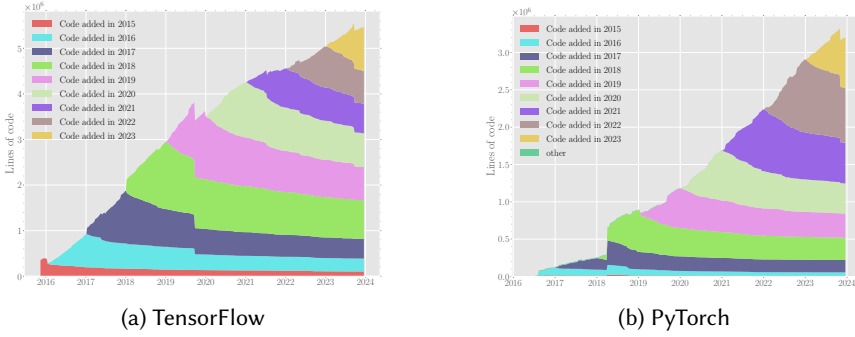 1e6
Code added in 2015
Code added in 2016
Code added in 2017
Code added in 2018
Code added in 2019
Code added in 2020
Code added in 2021
Code added in 2022
Code added in 2023
Lines of code
5
4
3
2
1
0
2016 2017 2018 2019 2020 2021 2022 2023 2024
(a) TensorFlow
1e6
Code added in 2015
Code added in 2016
Code added in 2017
Code added in 2018
Code added in 2019
Code added in 2020
Code added in 2021
Code added in 2022
Code added in 2023
other
Lines of code
3.0
2.5
2.0
1.5
1.0
0.5
0.0
2016 2017 2018 2019 2020 2021 2022 2023 2024
(b) PyTorch